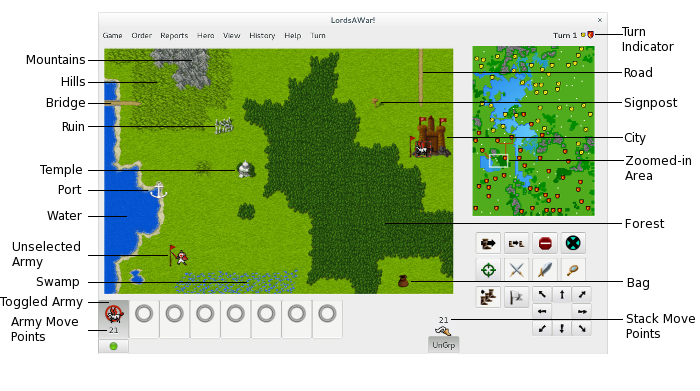 LordsAWar!
Game Order Reports Hero View History Help Turn
Turn 1
Turn
Indicator
Mountains
Hills
Bridge
Ruin
Temple
Port
Water
Unselected
Army
Swamp
Toggled Army
Army Move
Points
Road
Signpost
City
Zoomed-in
Area
Forest
Bag
Stack Move
Points
21
21
UnGrp